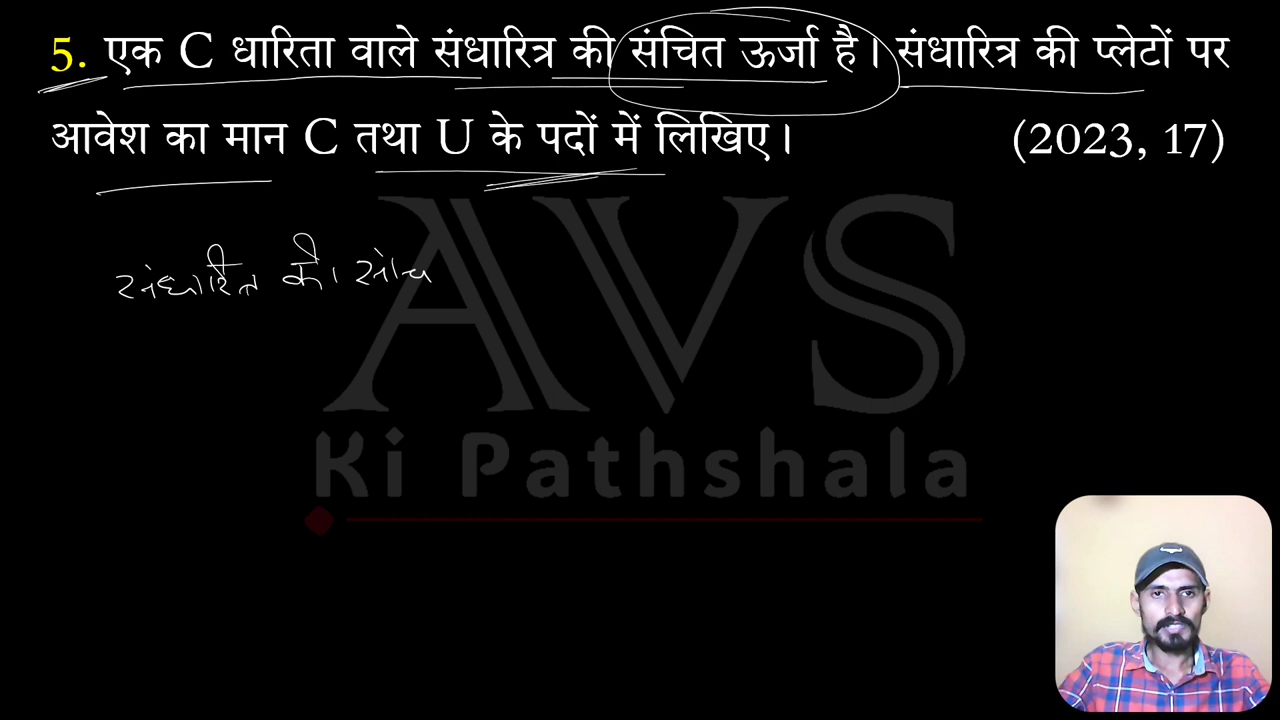 5. एक C धारिता वाले संधारित्र की संचित ऊर्जा है। संधारित्र की प्लेटों पर
आवेश का मान C तथा U के पदों में लिखिए। (2023, 17)
संधारित्र की
AVS
Ki Pathshala